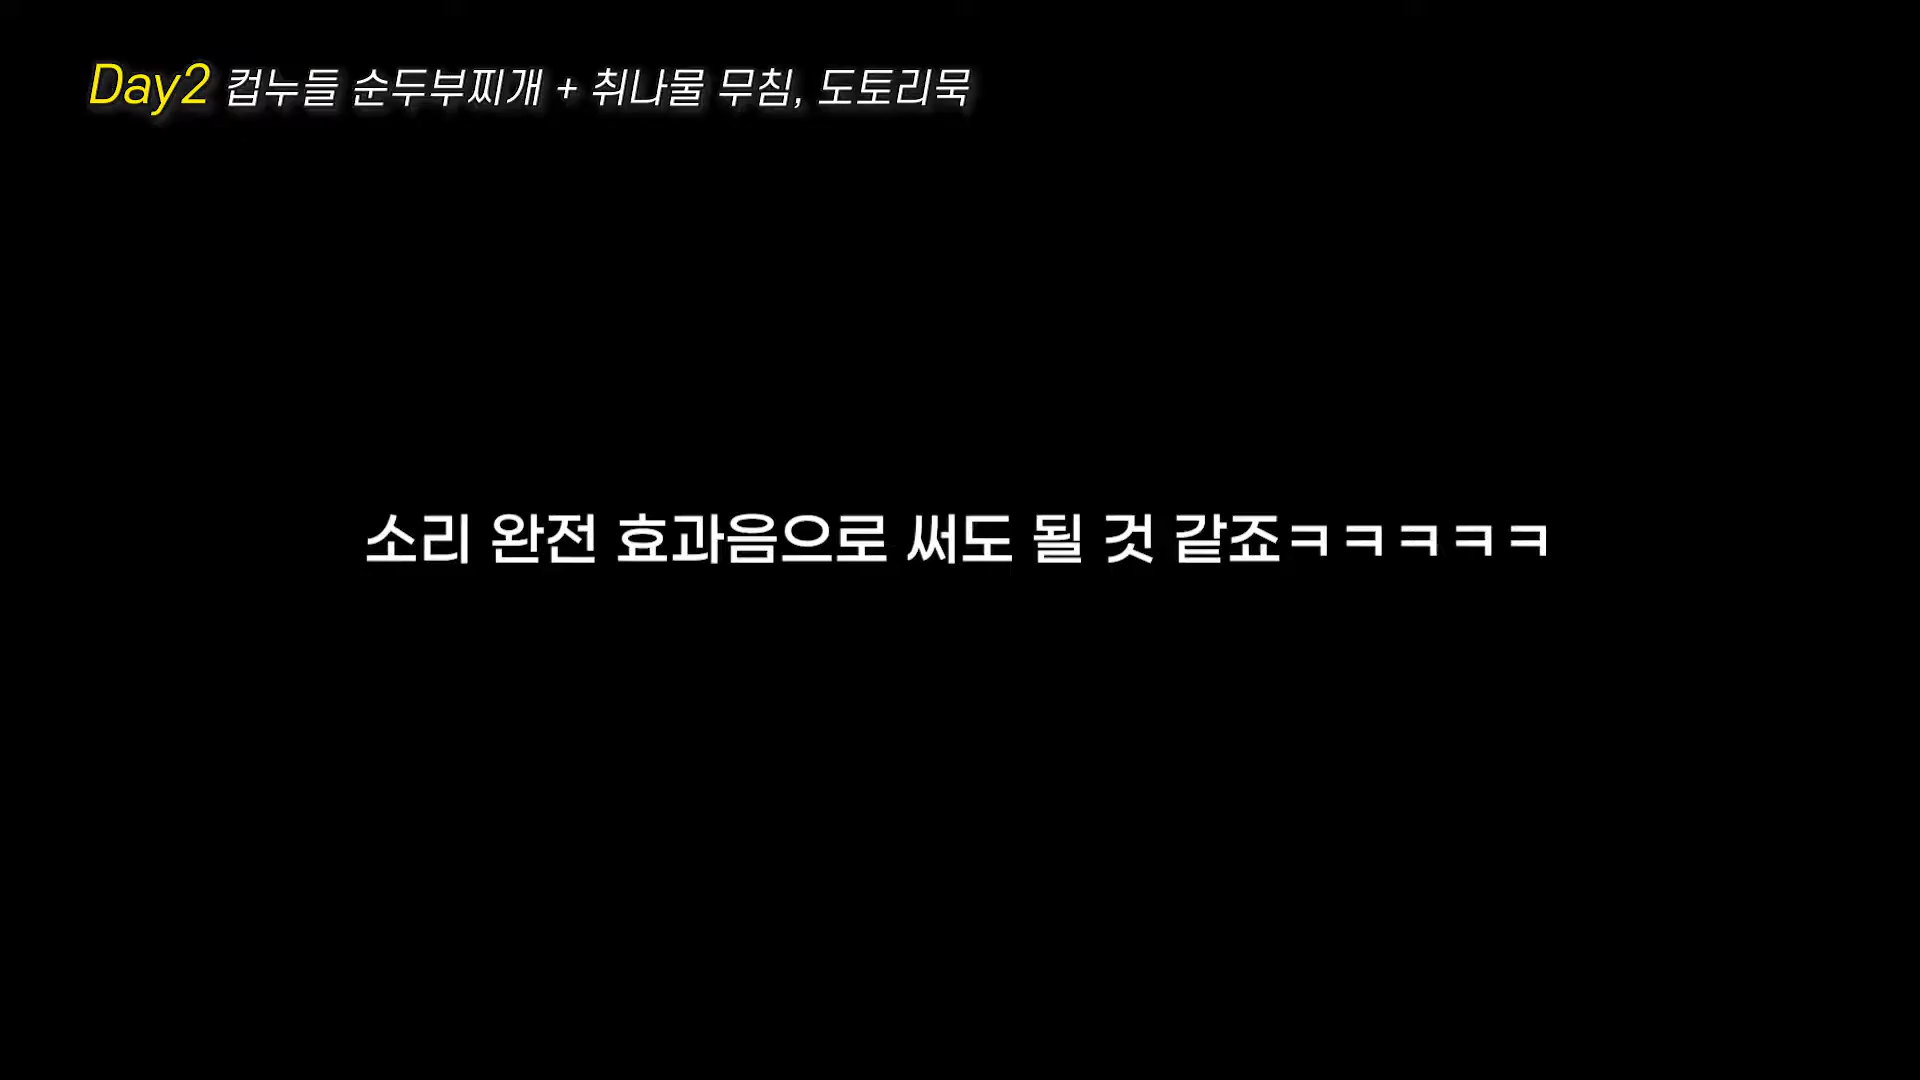 Day2 컵누들 순두부찌개 + 취나물 무침, 도토리묵
소리 완전 효과음으로 써도 될 것 같죠ㅋㅋㅋㅋㅋ